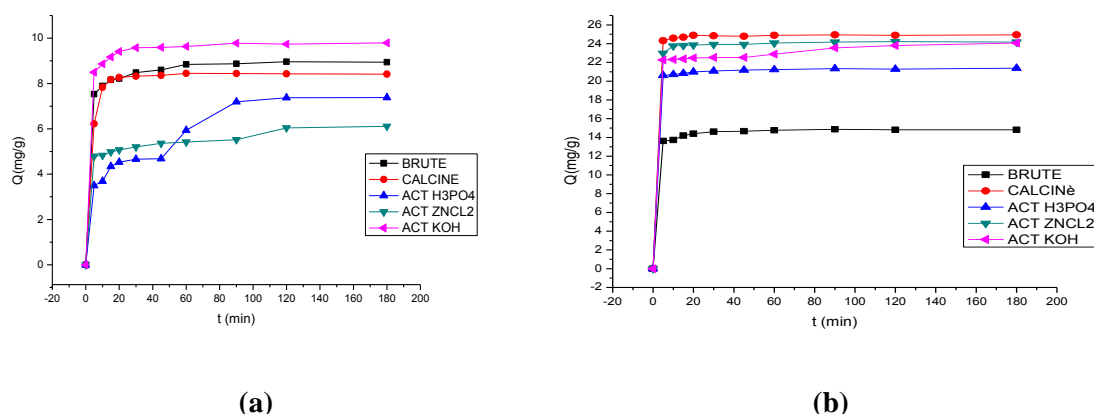 10
8
6
4
2
0
Q(mg/g)
BRUTE
CALCINE
ACT H3PO4
ACT ZNCL2
ACT KOH
-20 0 20 40 60 80 100 120 140 160 180 200
t (min)
(a)
26
24
22
20
18
16
14
12
10
8
6
4
2
0
-2
Q(mg/g)
BRUTE
CALCINè
ACT H3PO4
ACT ZNCL2
ACT KOH
-20 0 20 40 60 80 100 120 140 160 180 200
t (min)
(b)